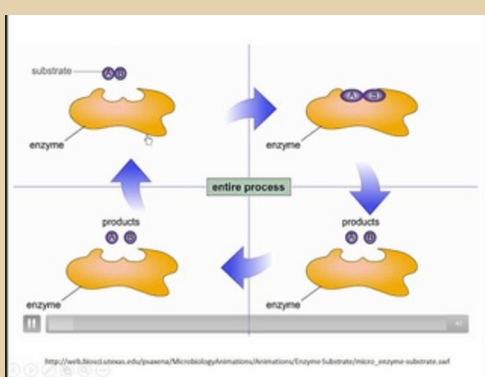 substrate
A B
enzyme
A B
enzyme
entire process
products
A B
enzyme
products
A B
enzyme
http://web.biosci.utexas.edu/psaxena/MicrobiologyAnimations/Animations/Enzyme-Substrate/micro_enzyme-substrate.swf